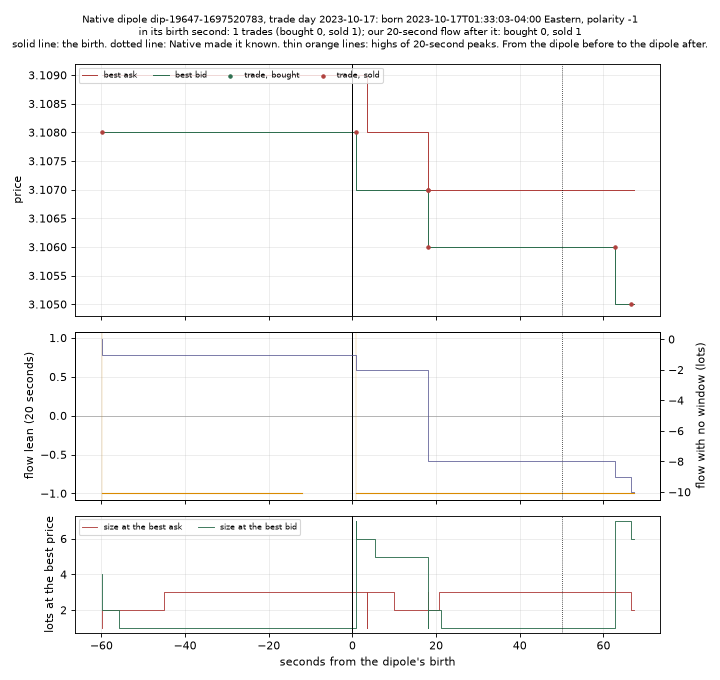 Native dipole dip-19647-1697520783, trade day 2023-10-17: born 2023-10-17T01:33:03-04:00 Eastern, polarity -1
in its birth second: 1 trades (bought 0, sold 1); our 20-second flow after it: bought 0, sold 1
solid line: the birth. dotted line: Native made it known. thin orange lines: highs of 20-second peaks. From the dipole before to the dipole after.
best ask best bid trade, bought trade, sold
3.1090
3.1085
3.1080
3.1075
3.1070
3.1065
3.1060
3.1055
3.1050
price
1.0
0.5
0.0
−0.5
−1.0
flow lean (20 seconds)
0
−2
−4
−6
−8
−10
flow with no window (lots)
size at the best ask size at the best bid
6
4
2
lots at the best price
−60 −40 −20 0 20 40 60
seconds from the dipole's birth